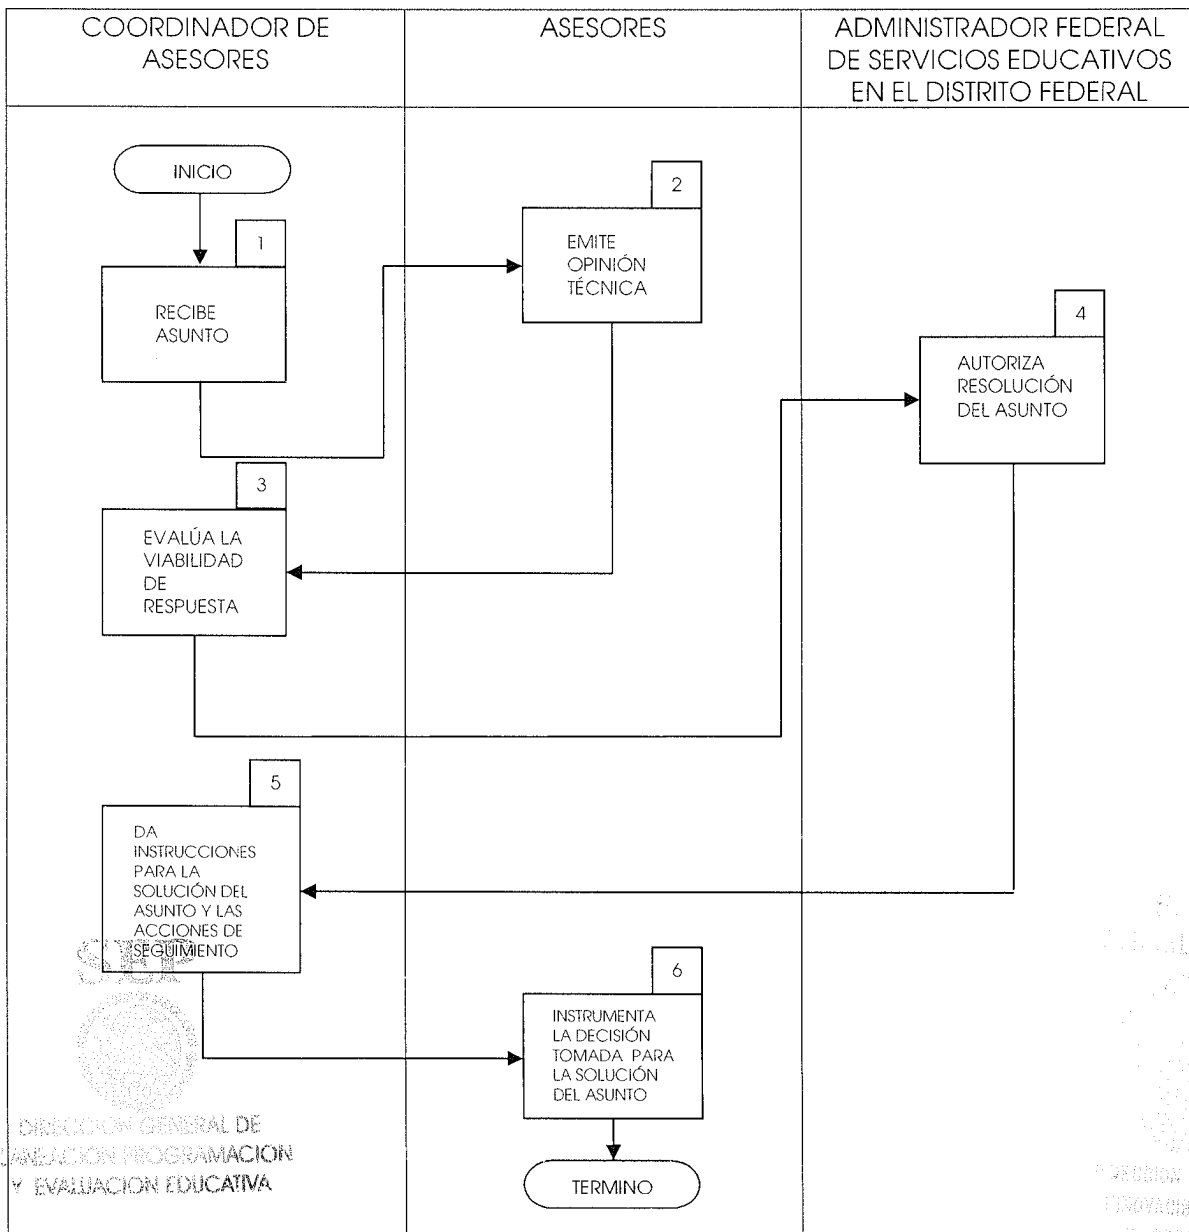 COORDINADOR DE
ASESORES
ASESORES
ADMINISTRADOR FEDERAL
DE SERVICIOS EDUCATIVOS
EN EL DISTRITO FEDERAL
INICIO
1
RECIBE
ASUNTO
2
EMITE
OPINIÓN
TÉCNICA
3
EVALÚA LA
VIABILIDAD
DE
RESPUESTA
4
AUTORIZA
RESOLUCIÓN
DEL ASUNTO
5
DA
INSTRUCCIONES
PARA LA
SOLUCIÓN DEL
ASUNTO Y LAS
ACCIONES DE
SEGUIMIENTO
6
INSTRUMENTA
LA DECISIÓN
TOMADA PARA
LA SOLUCIÓN
DEL ASUNTO
TERMINO
SEP
DIRECCION GENERAL DE
PROGRAMACION
Y EVALUACION EDUCATIVA